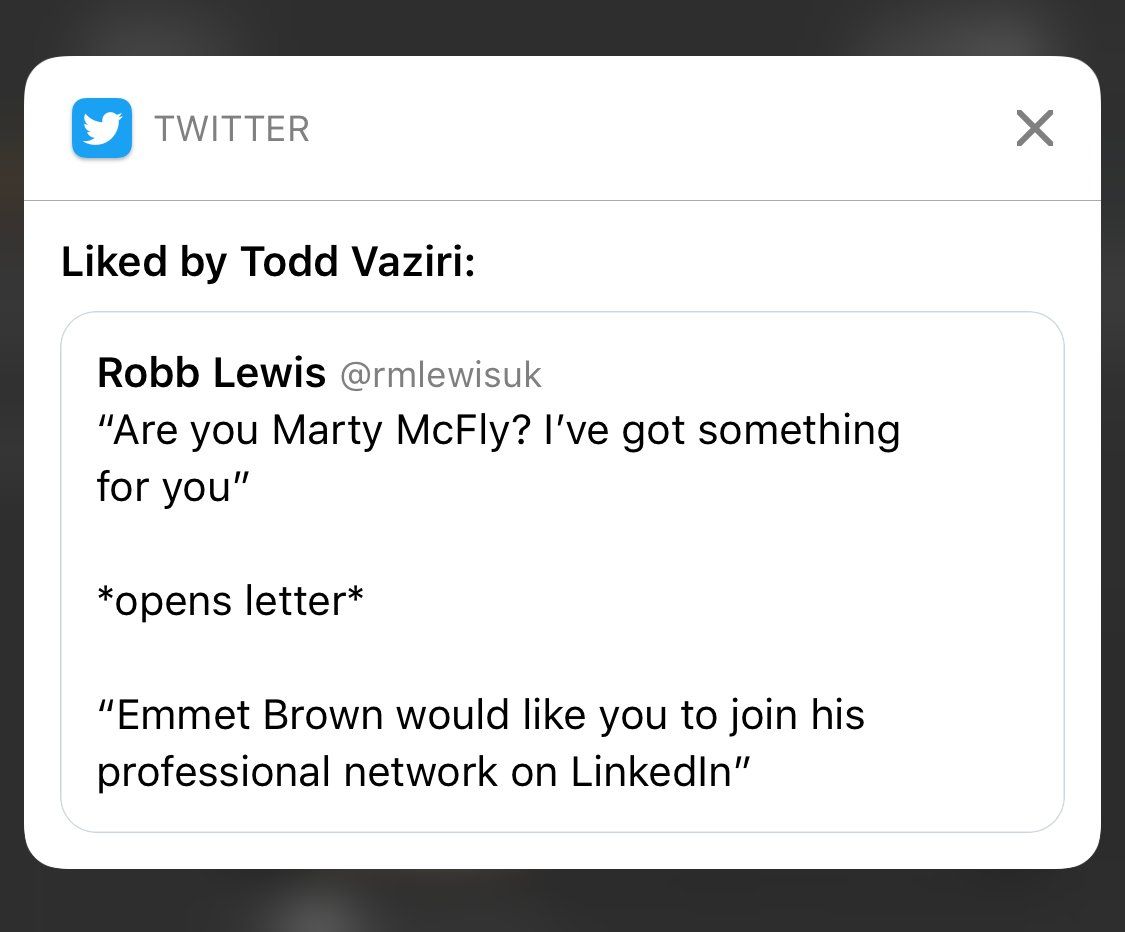 TWITTER
Liked by Todd Vaziri:
Robb Lewis @rmlewisuk
“Are you Marty McFly? I’ve got something
for you”
*opens letter*
“Emmet Brown would like you to join his
professional network on LinkedIn”